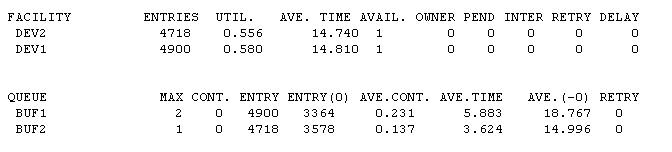 FACILITY ENTRIES UTIL. AVE. TIME AVAIL. OWNER PEND INTER RETRY DELAY
DEV2 4718 0.556 14.740 1 0 0 0 0 0
DEV1 4900 0.580 14.810 1 0 0 0 0 0
QUEUE MAX CONT. ENTRY ENTRY(0) AVE.CONT. AVE.TIME AVE.(-0) RETRY
BUF1 2 0 4900 3364 0.231 5.883 18.767 0
BUF2 1 0 4718 3578 0.137 3.624 14.996 0